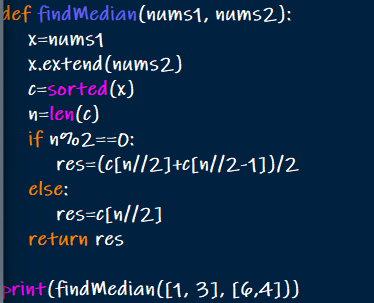 def findMedian(nums1, nums2):
    x=nums1
    x.extend(nums2)
    c=sorted(x)
    n=len(c)
    if n%2==0:
        res=(c[n//2]+c[n//2-1])/2
    else:
        res=c[n//2]
    return res
print(findMedian([1, 3], [6,4]))